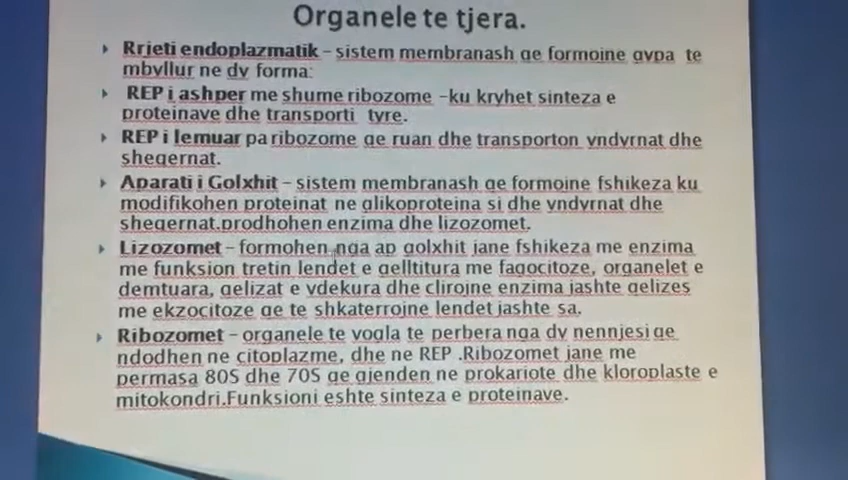 Organele te tjera.
Rrjeti endoplazmatik – sistem membranash qe formojne gypa te
mbyllur ne dy forma:
REP i ashper me shume ribozome –ku kryhet sinteza e
proteinave dhe transporti tyre.
REP i lemuar pa ribozome qe ruan dhe transporton yndyrnat dhe
sheqernat.
Aparati i Golxhit – sistem membranash qe formojne fshikeza ku
modifikohen proteinat ne glikoproteina si dhe yndyrnat dhe
sheqernat.prodhohen enzima dhe lizozomet.
Lizozomet – formohen nga ap golxhit jane fshikeza me enzima
me funksion tretin lendet e gelltitura me fagocitoze, organelet e
demtuara, qelizat e vdekura dhe clirojne enzima jashte qelizes
me ekzocitoze qe te shkaterrojne lendet jashte sa.
Ribozomet – organele te vogla te perbera nga dy nennjesi qe
ndodhen ne citoplazme, dhe ne REP .Ribozomet jane me
permasa 80S dhe 70S qe gjenden ne prokariote dhe kloroplaste e
mitokondri.Funksioni eshte sinteza e proteinave.